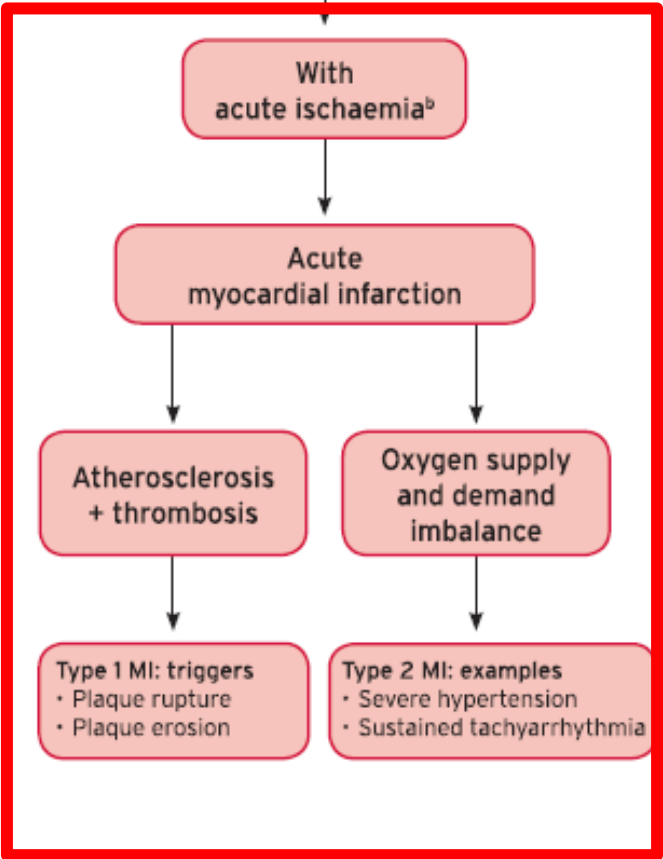 With
acute ischaemiaᵇ
Acute
myocardial infarction
Atherosclerosis
+ thrombosis
Oxygen supply
and demand
imbalance
Type 1 MI: triggers
· Plaque rupture
· Plaque erosion
Type 2 MI: examples
· Severe hypertension
· Sustained tachyarrhythmia